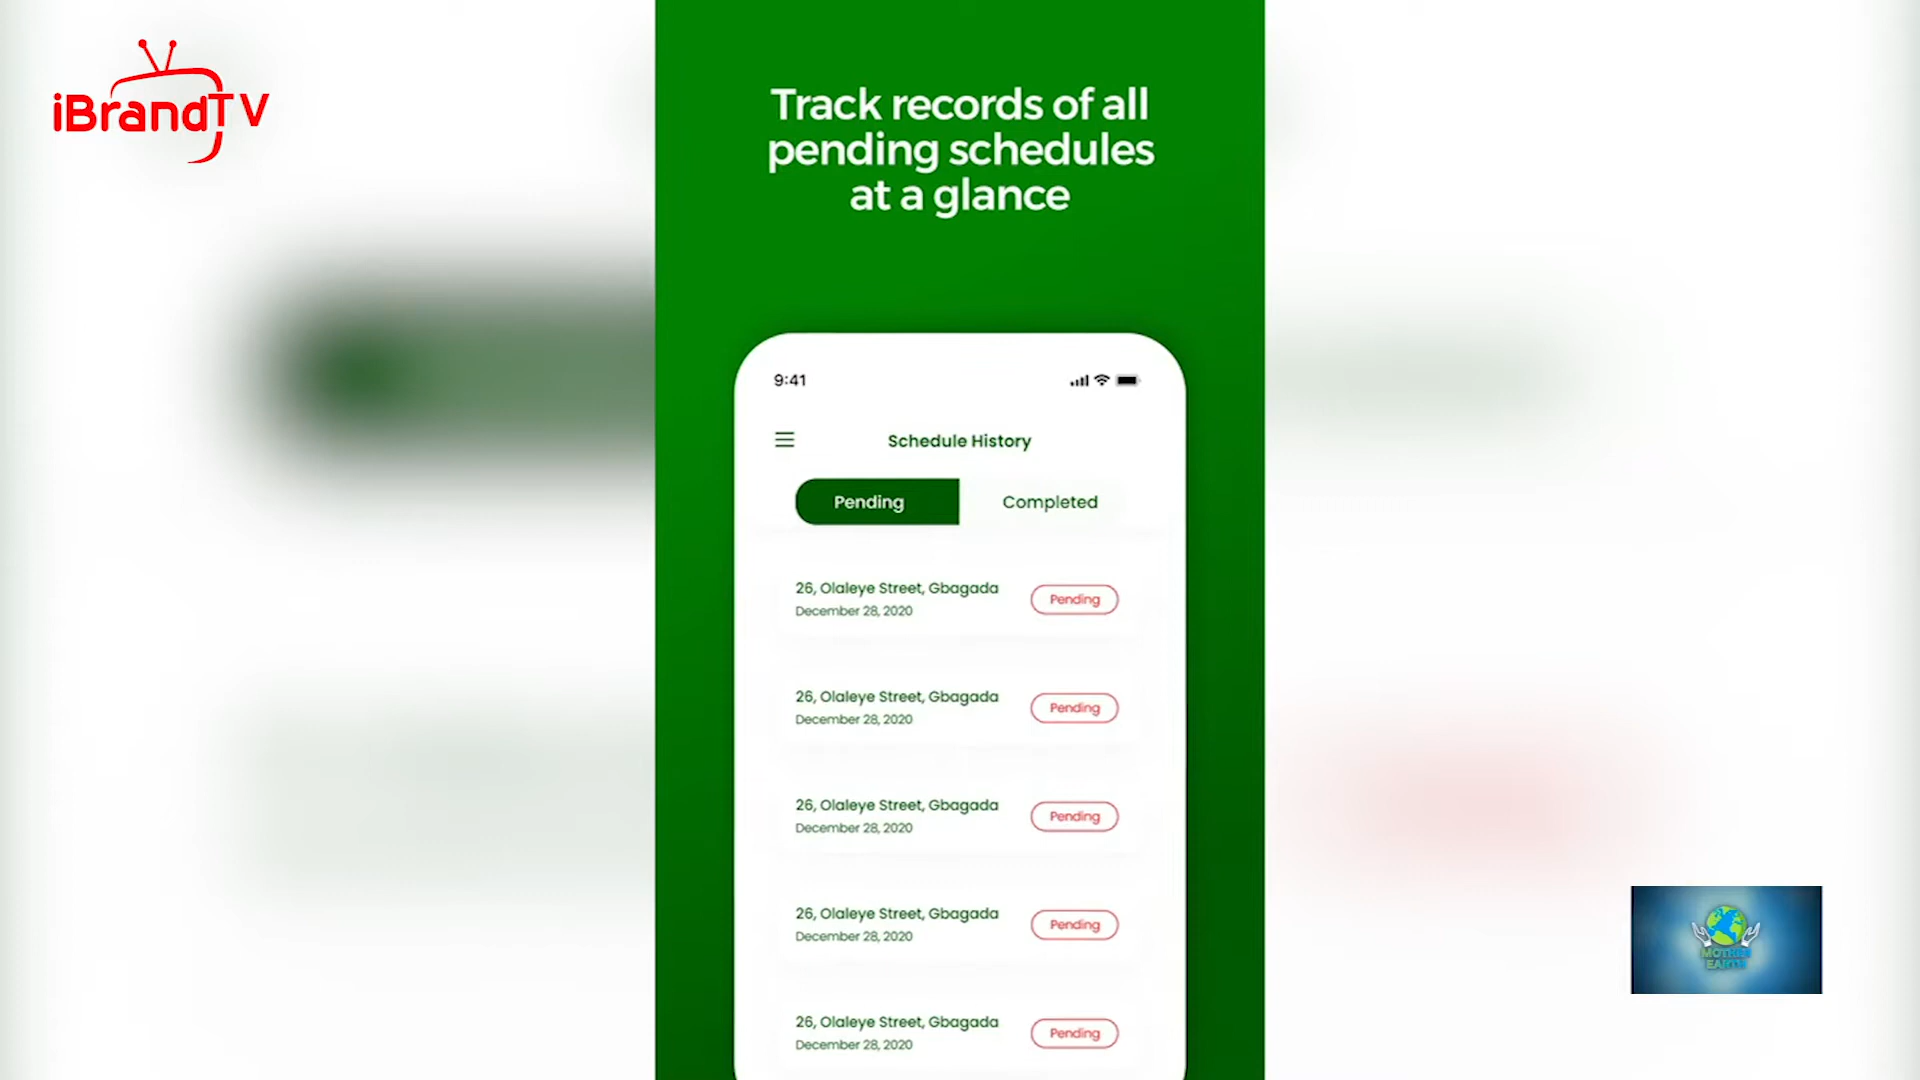 iBrandTV
Track records of all
pending schedules
at a glance
9:41
Schedule History
Pending
Completed
26, Olaleye Street, Gbagada
December 28, 2020
Pending
26, Olaleye Street, Gbagada
December 28, 2020
Pending
26, Olaleye Street, Gbagada
December 28, 2020
Pending
26, Olaleye Street, Gbagada
December 28, 2020
Pending
26, Olaleye Street, Gbagada
December 28, 2020
Pending
MOTHER
EARTH